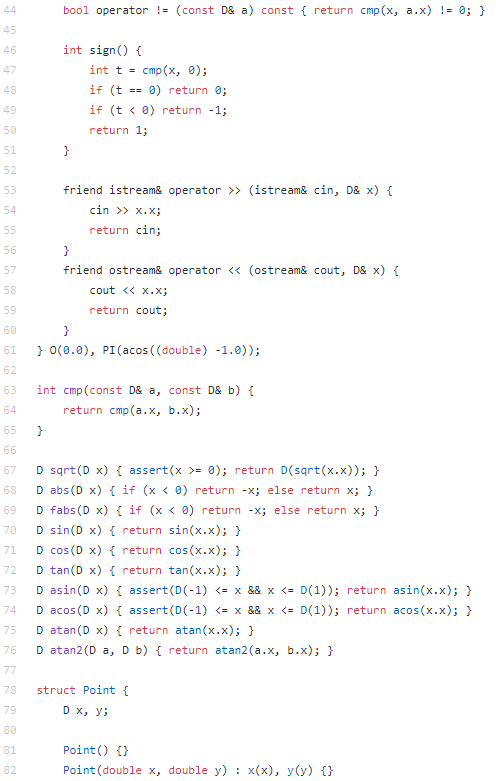 44 bool operator != (const D& a) const { return cmp(x, a.x) != 0; }
45
46 int sign() {
47 int t = cmp(x, 0);
48 if (t == 0) return 0;
49 if (t < 0) return -1;
50 return 1;
51 }
52
53 friend istream& operator >> (istream& cin, D& x) {
54 cin >> x.x;
55 return cin;
56 }
57 friend ostream& operator << (ostream& cout, D& x) {
58 cout << x.x;
59 return cout;
60 }
61 } O(0.0), PI(acos((double) -1.0));
62
63 int cmp(const D& a, const D& b) {
64 return cmp(a.x, b.x);
65 }
66
67 D sqrt(D x) { assert(x >= 0); return D(sqrt(x.x)); }
68 D abs(D x) { if (x < 0) return -x; else return x; }
69 D fabs(D x) { if (x < 0) return -x; else return x; }
70 D sin(D x) { return sin(x.x); }
71 D cos(D x) { return cos(x.x); }
72 D tan(D x) { return tan(x.x); }
73 D asin(D x) { assert(D(-1) <= x && x <= D(1)); return asin(x.x); }
74 D acos(D x) { assert(D(-1) <= x && x <= D(1)); return acos(x.x); }
75 D atan(D x) { return atan(x.x); }
76 D atan2(D a, D b) { return atan2(a.x, b.x); }
77
78 struct Point {
79 D x, y;
80
81 Point() {}
82 Point(double x, double y) : x(x), y(y) {}